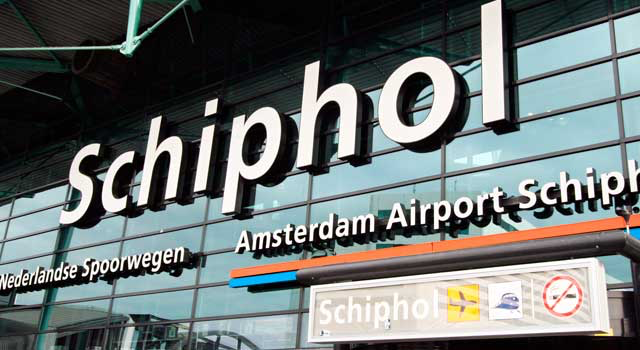 Schiphol
Nederlandse Spoorwegen
Amsterdam Airport Schiph
Schiphol